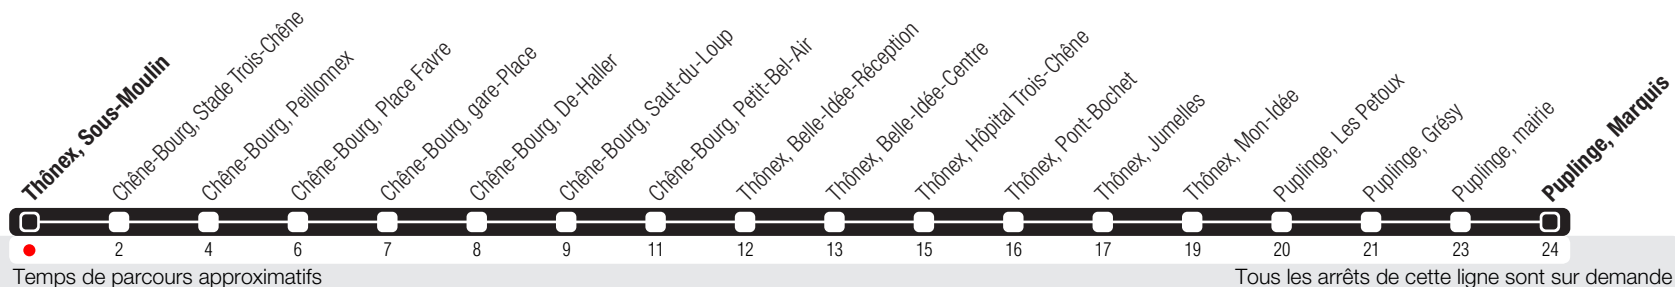 Thônex, Sous-Moulin
Chêne-Bourg, Stade Trois-Chêne
Chêne-Bourg, Peillonnex
Chêne-Bourg, Place Favre
Chêne-Bourg, gare-Place
Chêne-Bourg, De-Haller
Chêne-Bourg, Saut-du-Loup
Chêne-Bourg, Petit-Bel-Air
Thônex, Belle-Idée-Réception
Thônex, Belle-Idée-Centre
Thônex, Hôpital Trois-Chêne
Thônex, Pont-Bochet
Thônex, Jumelles
Thônex, Mon-Idée
Puplinge, Les Petoux
Puplinge, Grésy
Puplinge, mairie
Puplinge, Marquis
2 4 6 7 8 9 11 12 13 15 16 17 19 20 21 23 24
Temps de parcours approximatifs
Tous les arrêts de cette ligne sont sur demande